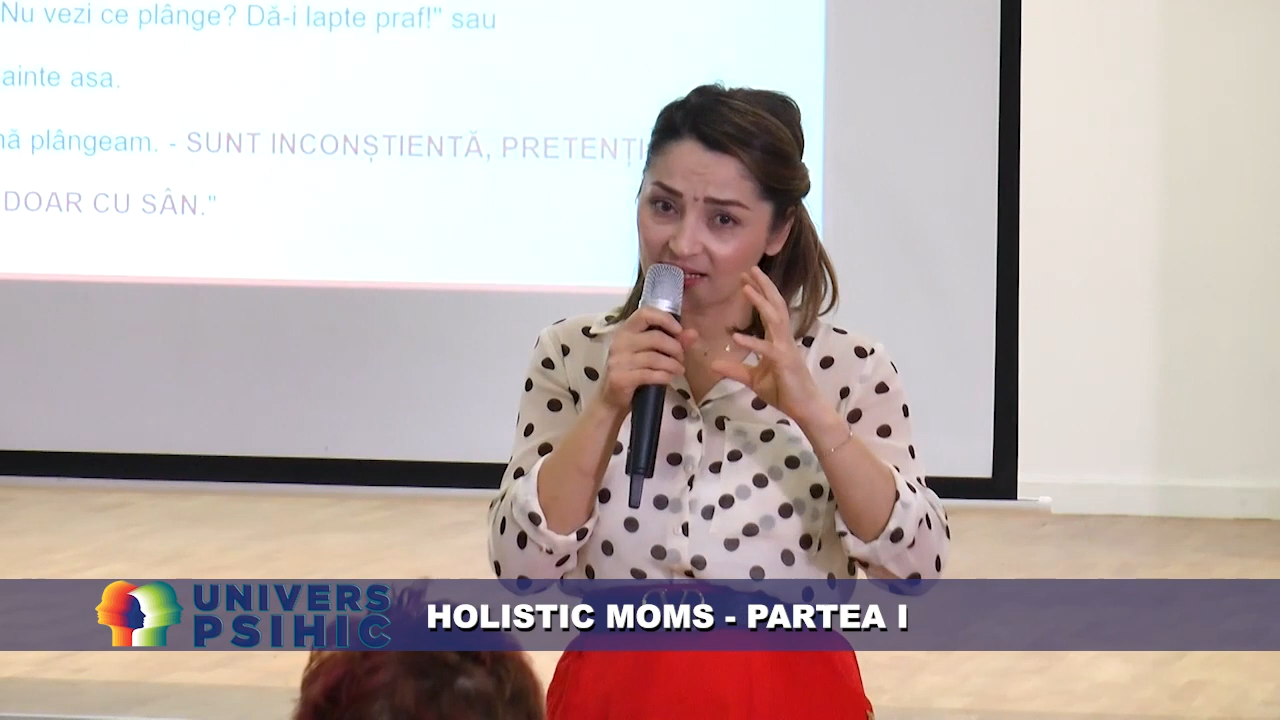 Nu vezi ce plânge? Dă-i lapte praf!" sau
ainte asa.
ă plângeam. - SUNT INCONȘTIENTĂ, PRETENȚI
DOAR CU SÂN."
UNIVERS
PSIHIC
HOLISTIC MOMS - PARTEA I